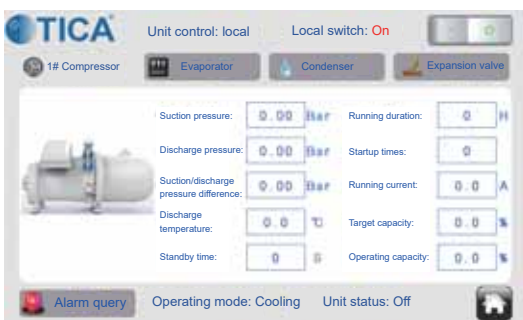 TICA Unit control: local Local switch: On
1# Compressor Evaporator Condenser Expansion valve
Suction pressure: 0.00 Bar Running duration: 0 H
Discharge pressure: 0.00 Bar Startup times: 0
Suction/discharge
pressure difference: 0.00 Bar Running current: 0.0 A
Discharge
temperature: 0.0 ℃ Target capacity: 0.0 %
Standby time: 0 S Operating capacity: 0.0 %
Alarm query Operating mode: Cooling Unit status: Off